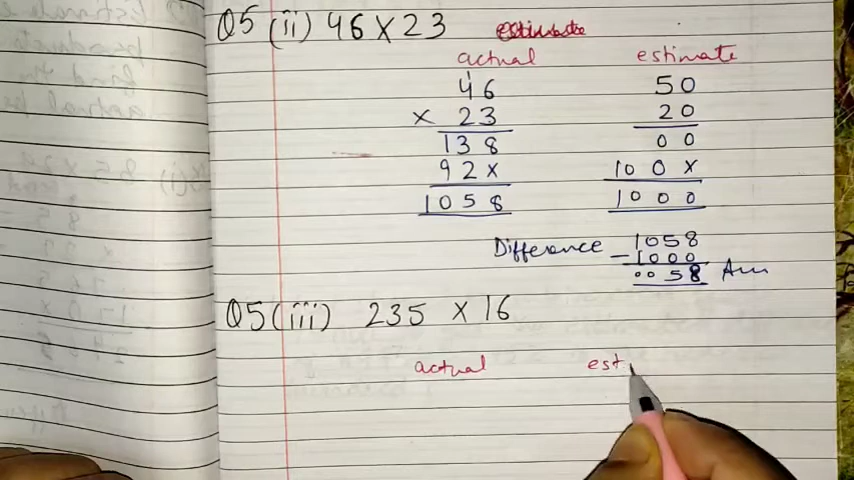 Q5 (ii) 46 X 23
actual estimate
1
46 50
x 23 20
138 00
92x 100x
1058 1000
Difference 1058
-1000
0058 Ans
Q5 (iii) 235 X 16
actual est